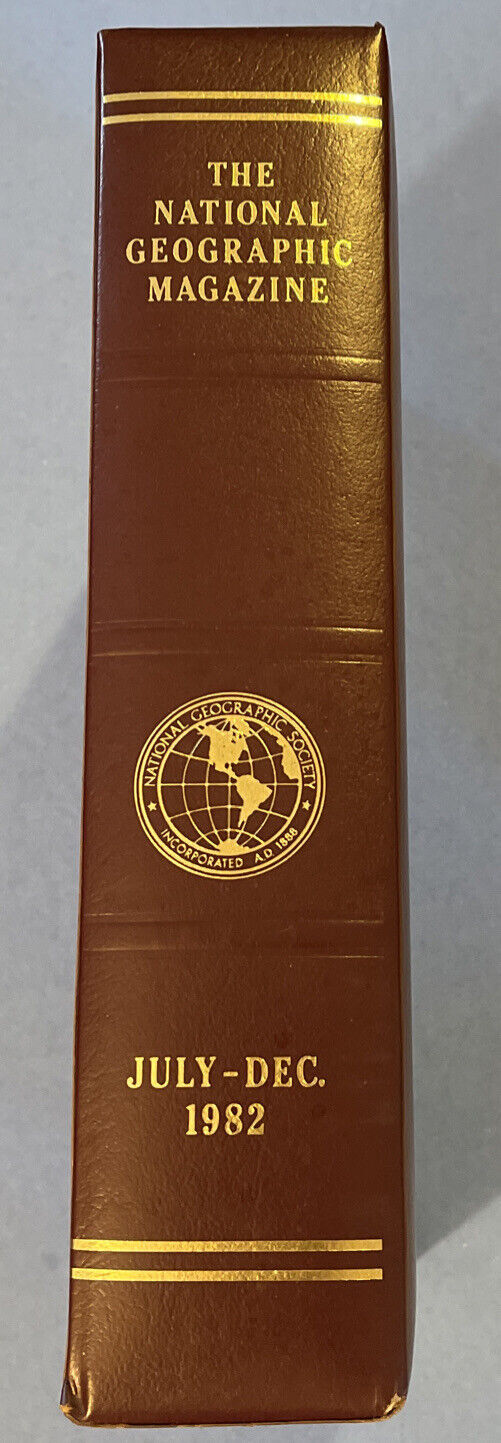 THE
NATIONAL
GEOGRAPHIC
MAGAZINE
NATIONAL GEOGRAPHIC SOCIETY
INCORPORATED A.D. 1888
JULY-DEC.
1982